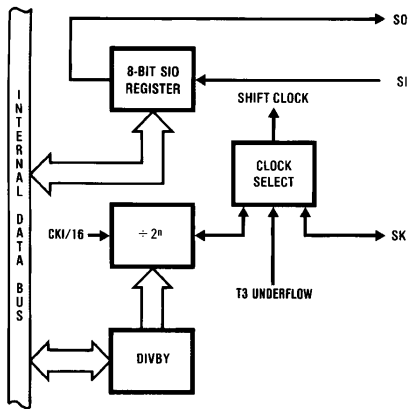 SO
8-BIT SIO
REGISTER
SI
SHIFT CLOCK
INTERNAL DATA BUS
CLOCK
SELECT
CKI/16
÷ 2ⁿ
SK
T3 UNDERFLOW
DIVBY